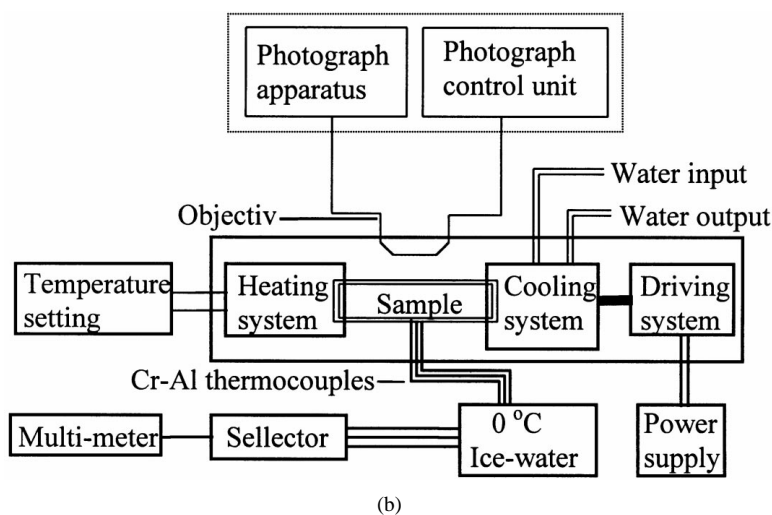 Photograph
apparatus
Photograph
control unit
Water input
Objectiv
Water output
Temperature
setting
Heating
system
Sample
Cooling
system
Driving
system
Cr-Al thermocouples
Multi-meter
Sellector
0 °C
Ice-water
Power
supply
(b)